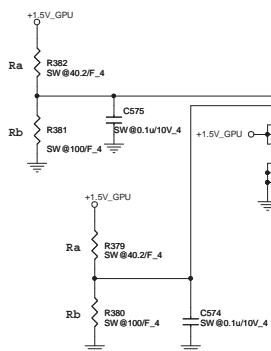 +1.5V_GPU
Ra
R382
SW@40.2/F_4
Rb
R381
SW@100/F_4
C575
SW@0.1u/10V_4
+1.5V_GPU
+1.5V_GPU
Ra
R379
SW@40.2/F_4
Rb
R380
SW@100/F_4
C574
SW@0.1u/10V_4